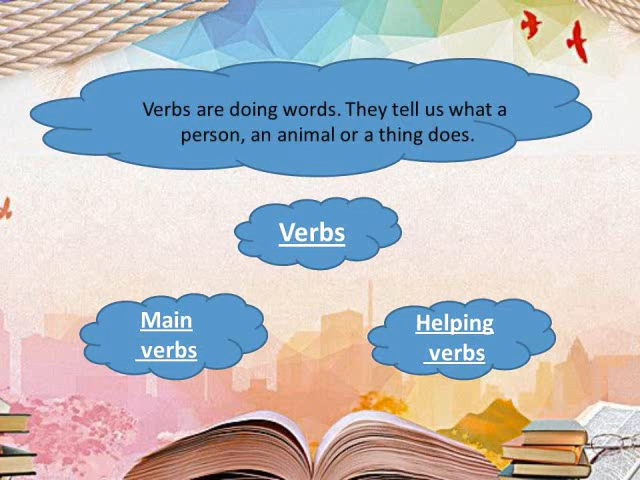 Verbs are doing words. They tell us what a
person, an animal or a thing does.
Verbs
Main
verbs
Helping
verbs